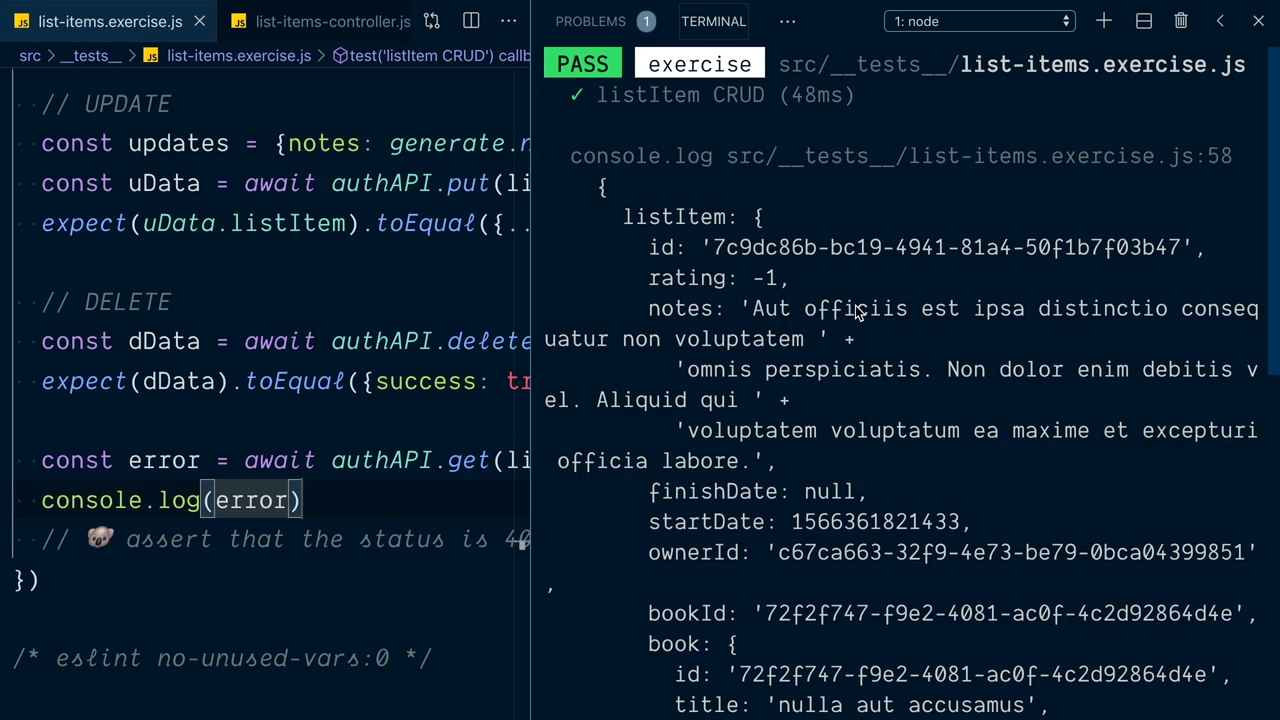 list-items.exercise.js
list-items-controller.js
src > __tests__ > list-items.exercise.js > test('listItem CRUD') callb
// UPDATE
const updates = {notes: generate.n
const uData = await authAPI.put(li
expect(uData.listItem).toEqual({..
// DELETE
const dData = await authAPI.delete
expect(dData).toEqual({success: tr
const error = await authAPI.get(li
console.log(error)
// 🐨 assert that the status is 40
})
/* eslint no-unused-vars:0 */
PROBLEMS 1 TERMINAL ··· 1: node
PASS exercise src/__tests__/list-items.exercise.js
✓ listItem CRUD (48ms)
console.log src/__tests__/list-items.exercise.js:58
{
listItem: {
id: '7c9dc86b-bc19-4941-81a4-50f1b7f03b47',
rating: -1,
notes: 'Aut officiis est ipsa distinctio conseq
uatur non voluptatem ' +
'omnis perspiciatis. Non dolor enim debitis v
el. Aliquid qui ' +
'voluptatem voluptatum ea maxime et excepturi
officia labore.',
finishDate: null,
startDate: 1566361821433,
ownerId: 'c67ca663-32f9-4e73-be79-0bca04399851'
,
bookId: '72f2f747-f9e2-4081-ac0f-4c2d92864d4e',
book: {
id: '72f2f747-f9e2-4081-ac0f-4c2d92864d4e',
title: 'nulla aut accusamus',